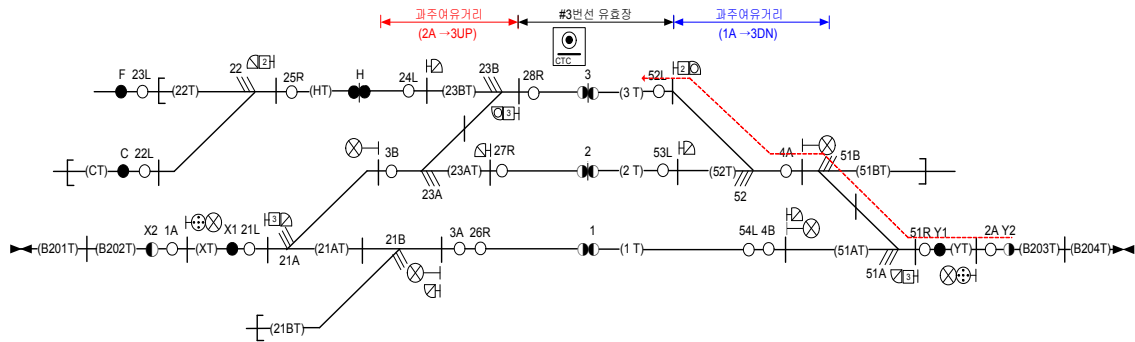 과주여유거리 #3번선 유효장 과주여유거리
(2A →3UP) (1A →3DN)
CTC
F 23L 22 2 25R H 24L 23B 28R 3 52L 2
(22T) (HT) (23BT) (3 T)
3
C 22L 3B 27R 2 53L 4A 51B
(CT) (23AT) (2 T) (52T) (51BT)
23A 52
X2 1A X1 21L 3 21B 3A 26R 1 54L 4B 51R Y1 2A Y2
(B201T) (B202T) (XT) (21AT) (1 T) (51AT) (YT) (B203T) (B204T)
21A 51A 3
(21BT)